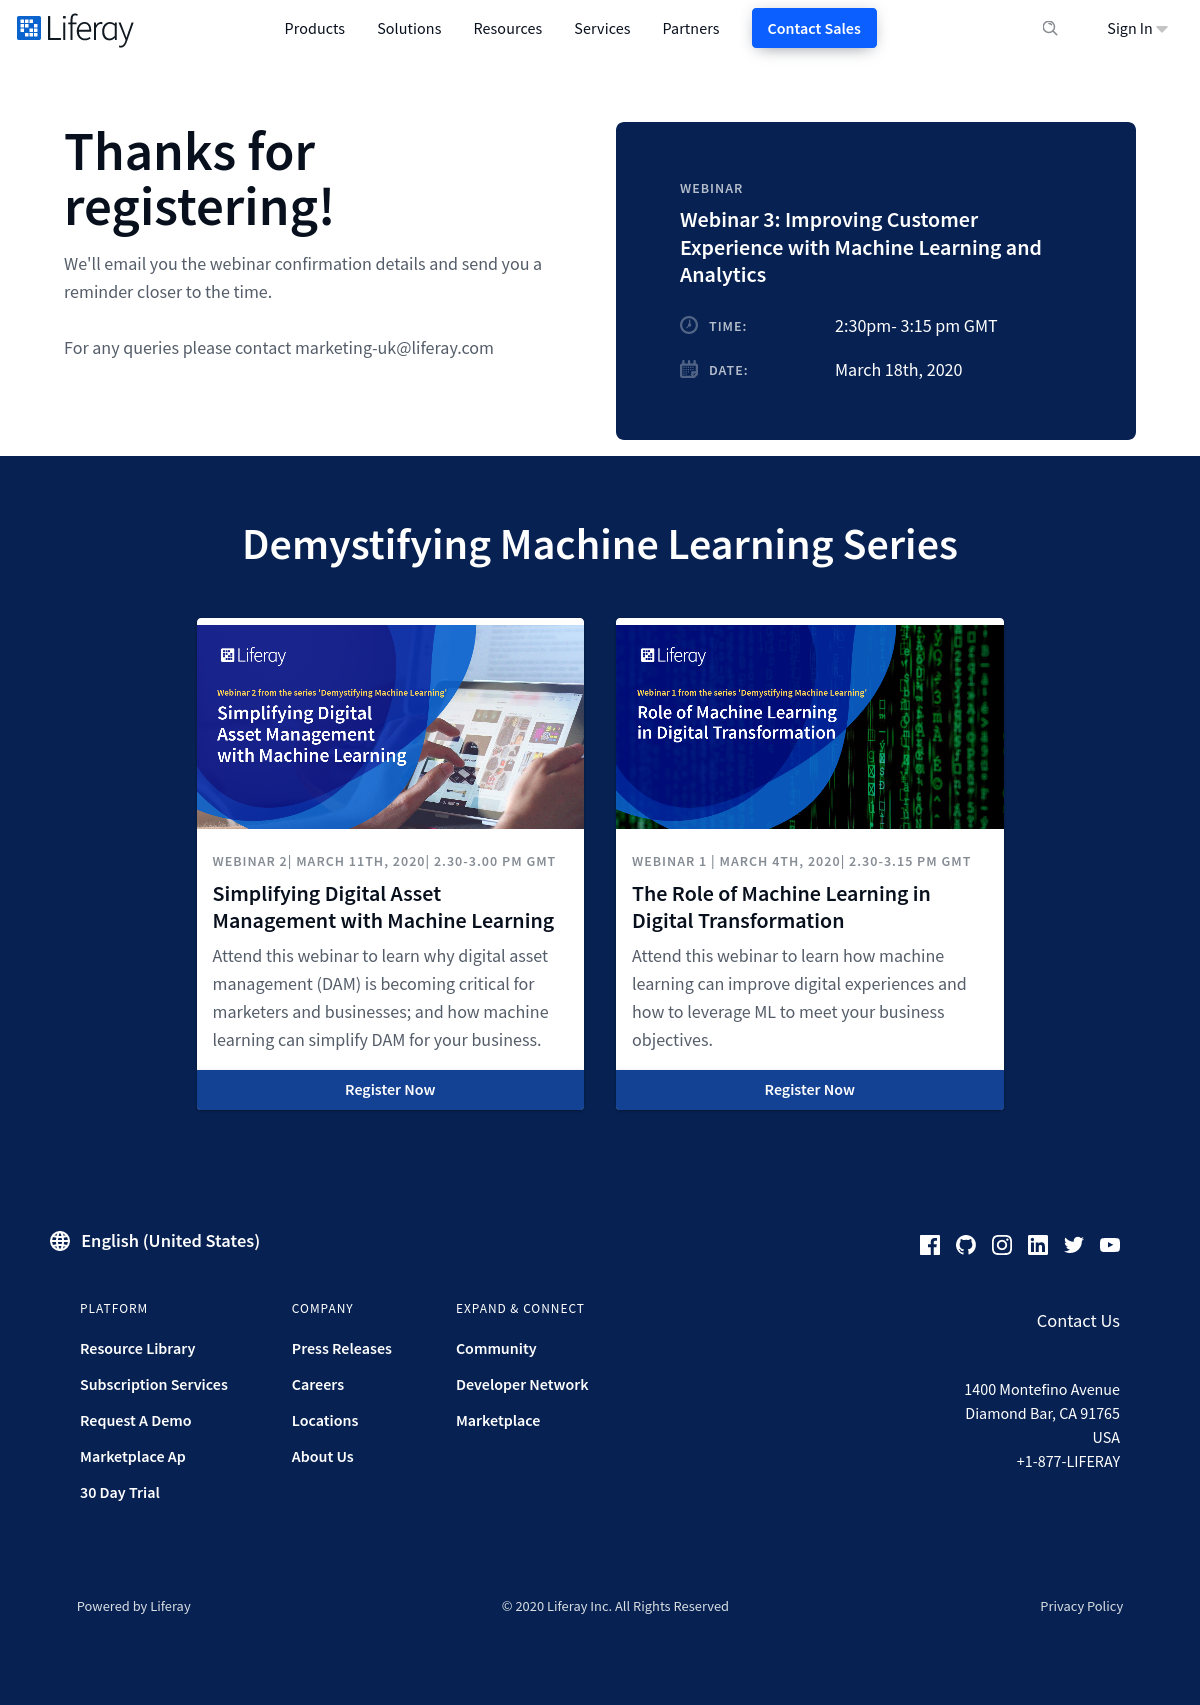 Liferay
Products
Solutions
Resources
Services
Partners
Contact Sales
Sign In
Thanks for
registering!
We'll email you the webinar confirmation details and send you a
reminder closer to the time.
For any queries please contact marketing-uk@liferay.com
WEBINAR
Webinar 3: Improving Customer
Experience with Machine Learning and
Analytics
TIME:
2:30pm- 3:15 pm GMT
DATE:
March 18th, 2020
Demystifying Machine Learning Series
Liferay
Webinar 2 from the series 'Demystifying Machine Learning'
Simplifying Digital
Asset Management
with Machine Learning
WEBINAR 2| MARCH 11TH, 2020| 2.30-3.00 PM GMT
Simplifying Digital Asset
Management with Machine Learning
Attend this webinar to learn why digital asset
management (DAM) is becoming critical for
marketers and businesses; and how machine
learning can simplify DAM for your business.
Register Now
Liferay
Webinar 1 from the series 'Demystifying Machine Learning'
Role of Machine Learning
in Digital Transformation
WEBINAR 1 | MARCH 4TH, 2020| 2.30-3.15 PM GMT
The Role of Machine Learning in
Digital Transformation
Attend this webinar to learn how machine
learning can improve digital experiences and
how to leverage ML to meet your business
objectives.
Register Now
English (United States)
PLATFORM
Resource Library
Subscription Services
Request A Demo
Marketplace Ap
30 Day Trial
COMPANY
Press Releases
Careers
Locations
About Us
EXPAND & CONNECT
Community
Developer Network
Marketplace
Contact Us
1400 Montefino Avenue
Diamond Bar, CA 91765
USA
+1-877-LIFERAY
Powered by Liferay
© 2020 Liferay Inc. All Rights Reserved
Privacy Policy